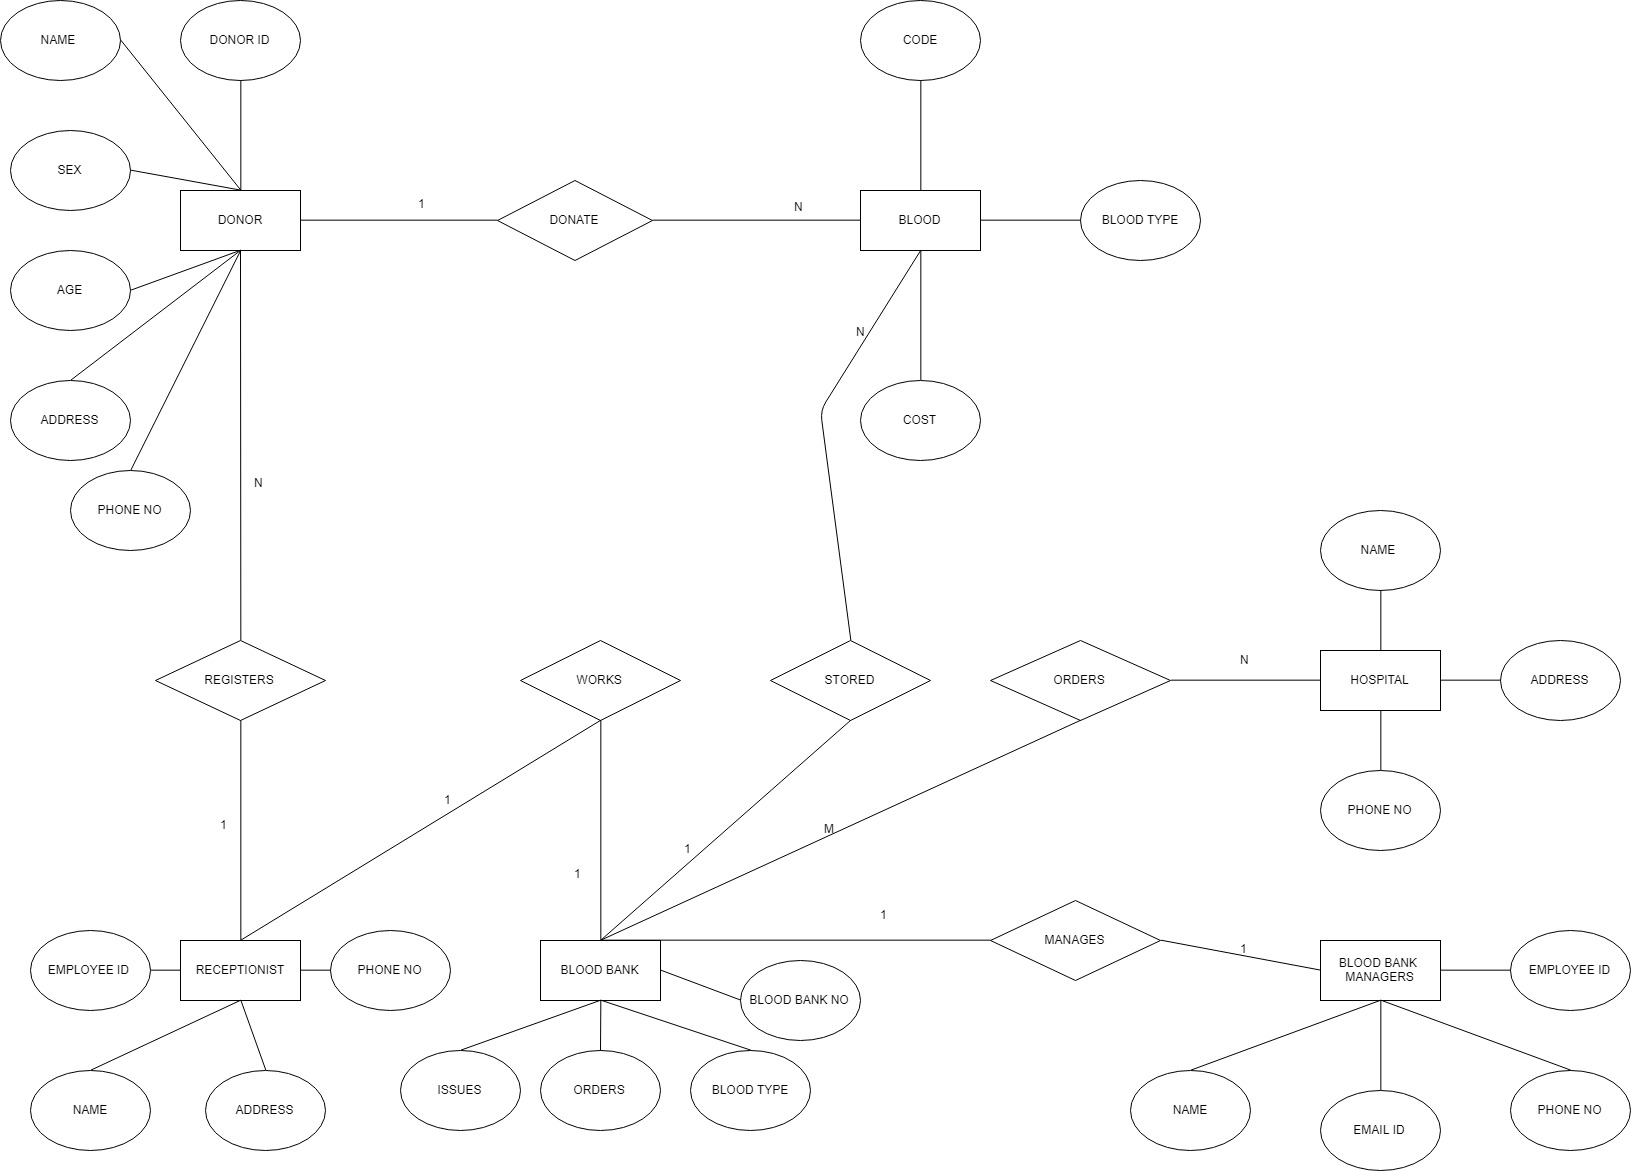 NAME
DONOR ID
CODE
SEX
DONOR
1
DONATE
N
BLOOD
BLOOD TYPE
AGE
N
ADDRESS
COST
N
PHONE NO
NAME
REGISTERS
WORKS
STORED
ORDERS
N
HOSPITAL
ADDRESS
1
1
M
PHONE NO
1
1
1
MANAGES
1
EMPLOYEE ID
RECEPTIONIST
PHONE NO
BLOOD BANK
BLOOD BANK NO
BLOOD BANK
MANAGERS
EMPLOYEE ID
ISSUES
ORDERS
BLOOD TYPE
NAME
ADDRESS
NAME
EMAIL ID
PHONE NO